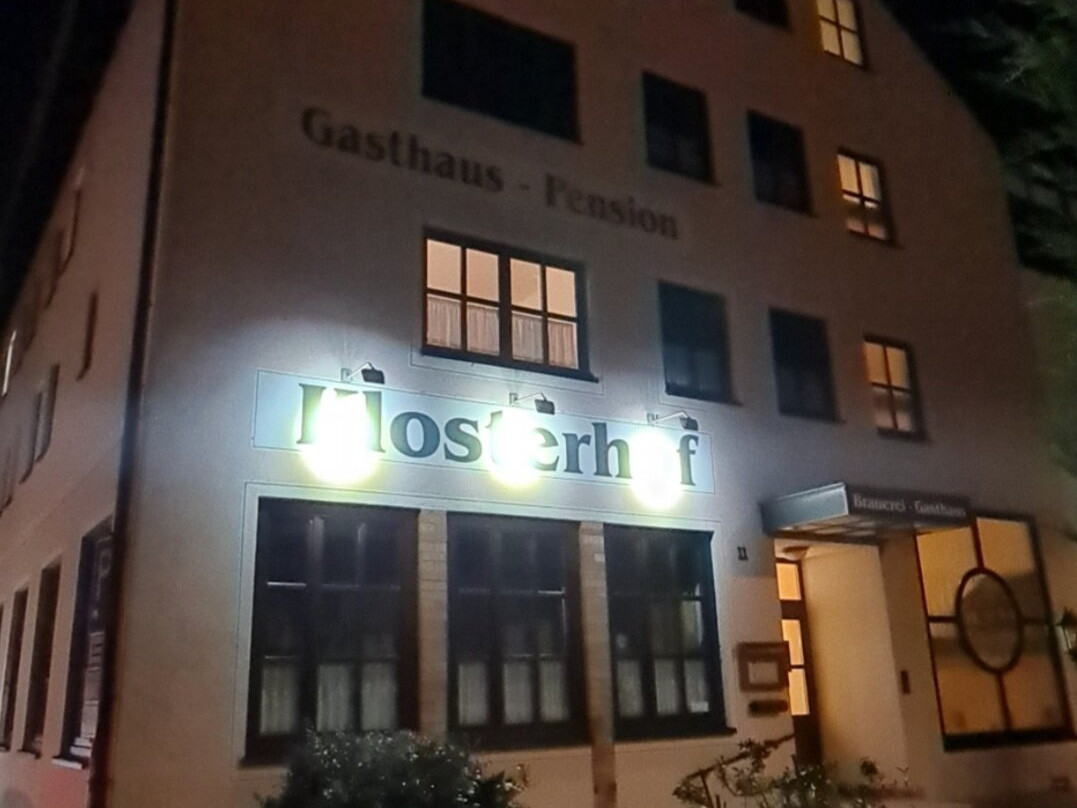 Gasthaus - Pension
Klosterhof
Brauerei - Gasthaus
11